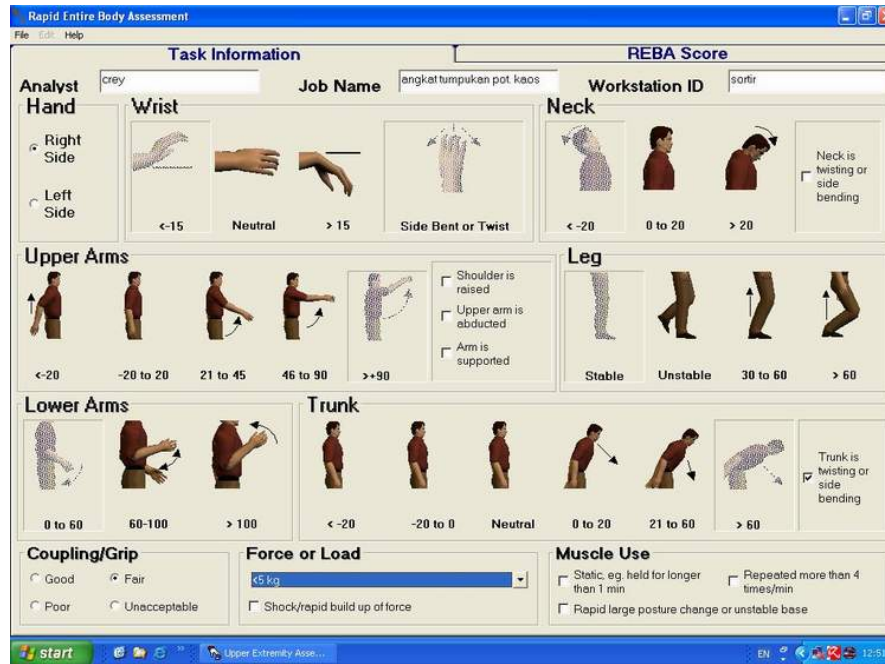 Rapid Entire Body Assessment
File Edit Help
Task Information
REBA Score
Analyst crey Job Name angkat tumpukan pot. kaos Workstation ID sortir
Hand
Right Side
Left Side
Wrist
<-15 Neutral > 15 Side Bent or Twist
Neck
< -20 0 to 20 > 20
Neck is
twisting or
side
bending
Upper Arms
<-20 -20 to 20 21 to 45 46 to 90 >+90
Shoulder is
raised
Upper arm is
abducted
Arm is
supported
Leg
Stable Unstable 30 to 60 > 60
Lower Arms
0 to 60 60-100 > 100
Trunk
< -20 -20 to 0 Neutral 0 to 20 21 to 60 > 60
Trunk is
twisting or
side
bending
Coupling/Grip
Good Fair
Poor Unacceptable
Force or Load
<5 kg
Shock/rapid build up of force
Muscle Use
Static, eg. held for longer
than 1 min
Repeated more than 4
times/min
Rapid large posture change or unstable base
start
Upper Extremity Asse...
EN
12:51